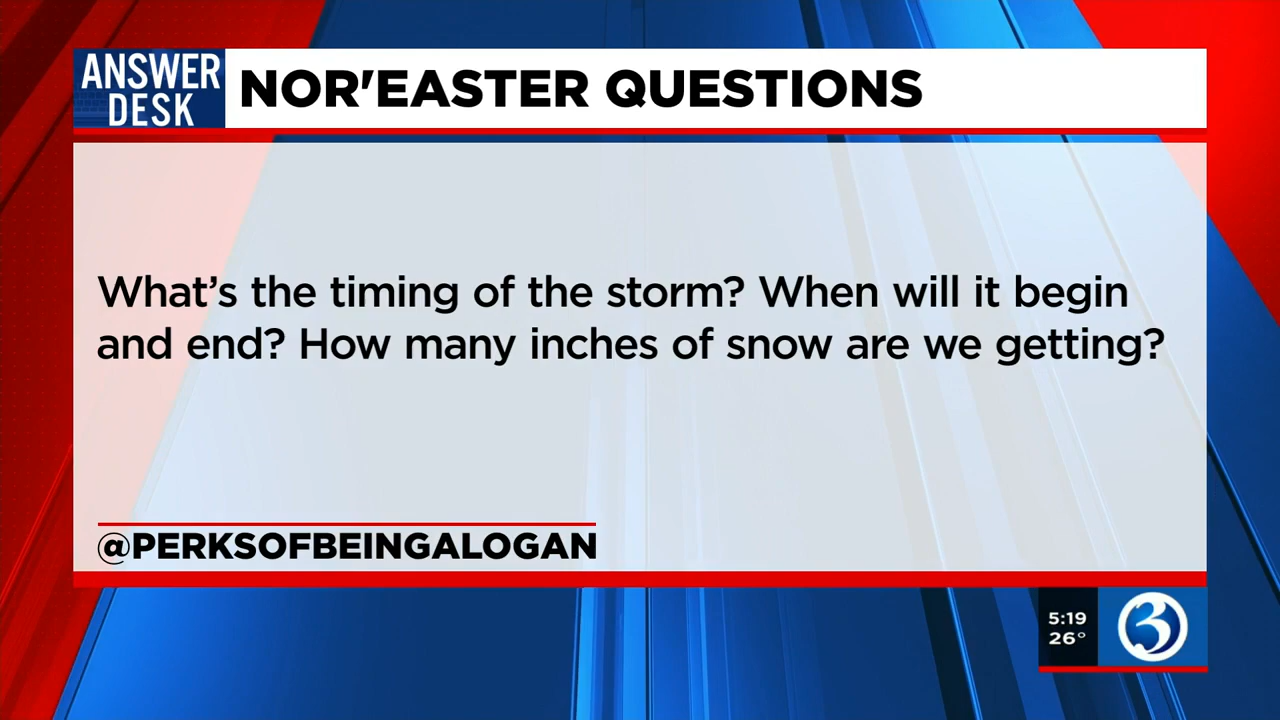 ANSWER
DESK
NOR'EASTER QUESTIONS
What’s the timing of the storm? When will it begin
and end? How many inches of snow are we getting?
@PERKSOFBEINGALOGAN
5:19
26°
3